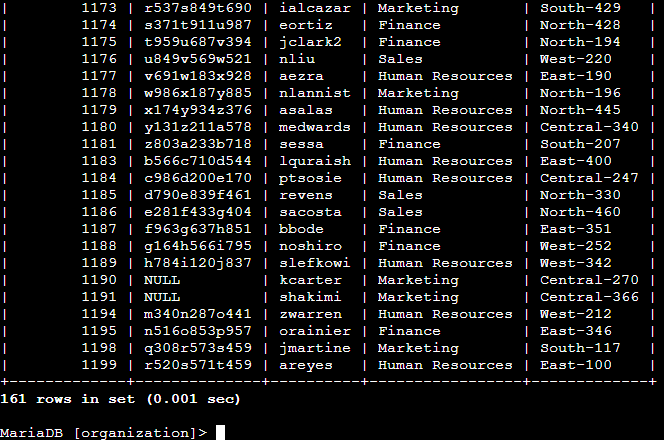 |        1173 | r537s849t690 | ialcazar | Marketing       | South-429   |
|        1174 | s371t911u987 | eortiz   | Finance         | North-428   |
|        1175 | t959u687v394 | jclark2  | Finance         | North-194   |
|        1176 | u849v569w521 | nliu     | Sales           | West-220    |
|        1177 | v691w183x928 | aezra    | Human Resources | East-190    |
|        1178 | w986x187y885 | nlannist | Marketing       | North-196   |
|        1179 | x174y934z376 | asalas   | Human Resources | North-445   |
|        1180 | y131z211a578 | medwards | Human Resources | Central-340 |
|        1181 | z803a233b718 | sessa    | Finance         | South-207   |
|        1183 | b566c710d544 | lquraish | Human Resources | East-400    |
|        1184 | c986d200e170 | ptsosie  | Human Resources | Central-247 |
|        1185 | d790e839f461 | revens   | Sales           | North-330   |
|        1186 | e281f433g404 | sacosta  | Sales           | North-460   |
|        1187 | f963g637h851 | bbode    | Finance         | East-351    |
|        1188 | g164h566i795 | noshiro  | Finance         | West-252    |
|        1189 | h784i120j837 | slefkowi | Human Resources | West-342    |
|        1190 | NULL         | kcarter  | Marketing       | Central-270 |
|        1191 | NULL         | shakimi  | Marketing       | Central-366 |
|        1194 | m340n287o441 | zwarren  | Human Resources | West-212    |
|        1195 | n516o853p957 | orainier | Finance         | East-346    |
|        1198 | q308r573s459 | jmartine | Marketing       | South-117   |
|        1199 | r520s571t459 | areyes   | Human Resources | East-100    |
+-------------+--------------+----------+-----------------+-------------+
161 rows in set (0.001 sec)
MariaDB [organization]>